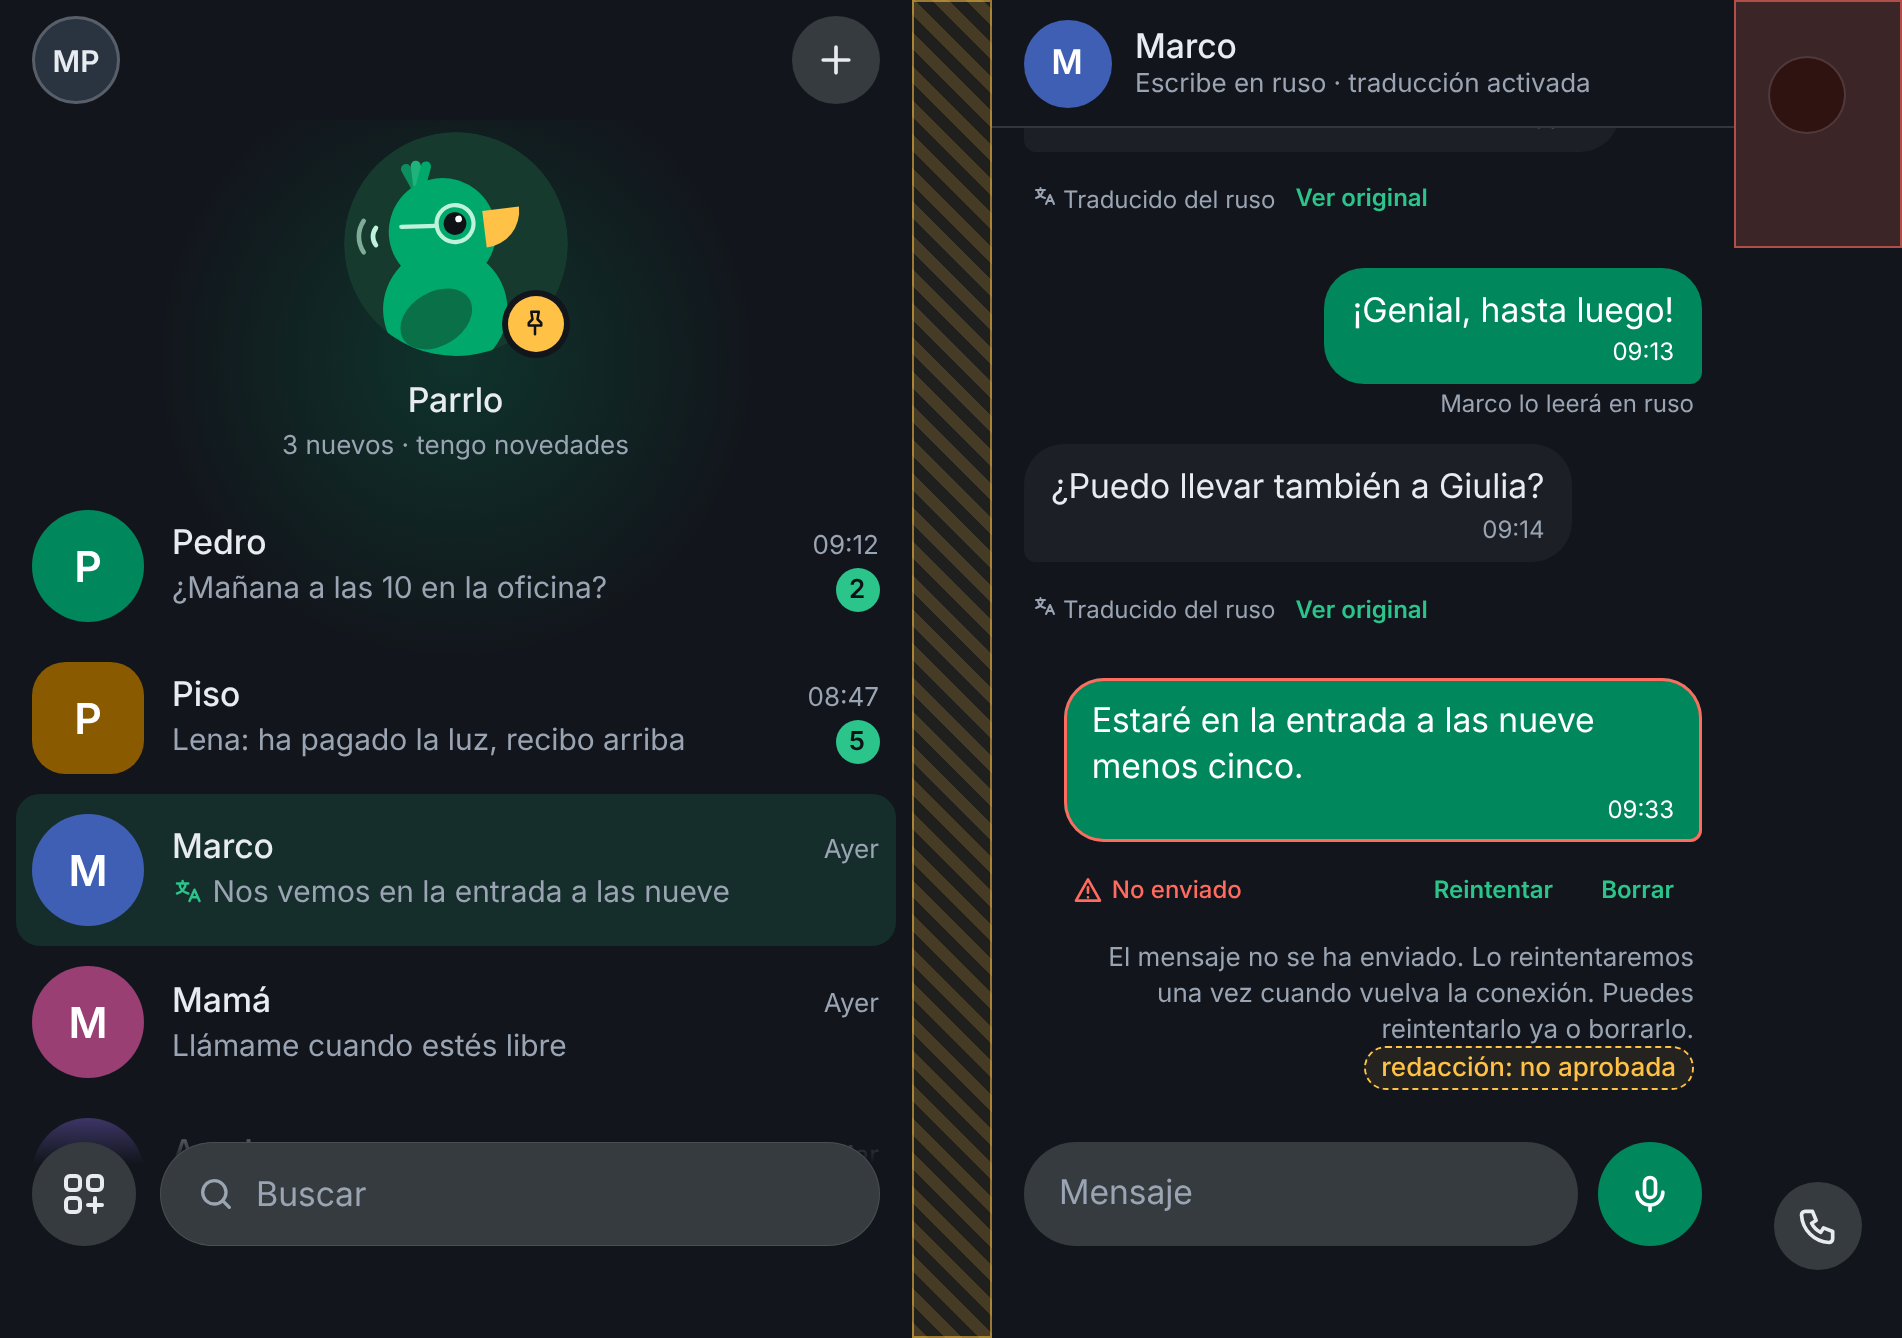 MP
Parrlo
3 nuevos · tengo novedades
P
Pedro
09:12
¿Mañana a las 10 en la oficina?
2
P
Piso
08:47
Lena: ha pagado la luz, recibo arriba
5
M
Marco
Ayer
Nos vemos en la entrada a las nueve
M
Mamá
Ayer
Llámame cuando estés libre
Buscar
M
Marco
Escribe en ruso · traducción activada
Traducido del ruso Ver original
¡Genial, hasta luego!
09:13
Marco lo leerá en ruso
¿Puedo llevar también a Giulia?
09:14
Traducido del ruso Ver original
Estaré en la entrada a las nueve
menos cinco.
09:33
No enviado
Reintentar
Borrar
El mensaje no se ha enviado. Lo reintentaremos
una vez cuando vuelva la conexión. Puedes
reintentarlo ya o borrarlo.
redacción: no aprobada
Mensaje